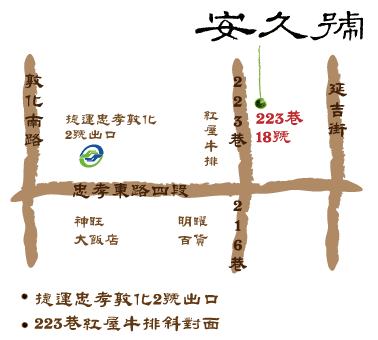 安久號
敦化南路
捷運忠孝敦化
2號出口
紅屋牛排
223巷
223巷
18號
延吉街
忠孝東路四段
神旺
大飯店
明曜
百貨
216巷
• 捷運忠孝敦化2號出口
• 223巷紅屋牛排斜對面